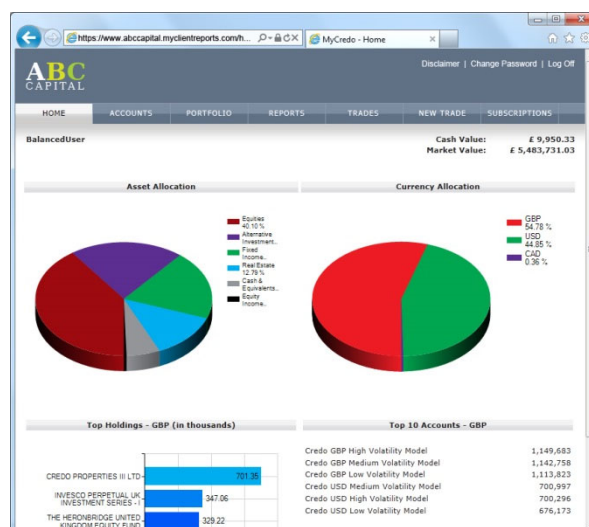 https://www.abccapital.myclientreports.com/h...
MyCredo - Home
ABC
CAPITAL
Disclaimer | Change Password | Log Off
HOME ACCOUNTS PORTFOLIO REPORTS TRADES NEW TRADE SUBSCRIPTIONS
BalancedUser
Cash Value: £ 9,950.33
Market Value: £ 5,483,731.03
Asset Allocation
Equities
40.10 %
Alternative
Investment..
Fixed
Income..
Real Estate
12.79 %
Cash &
Equivalents..
Equity
Income..
Currency Allocation
GBP
54.78 %
USD
44.85 %
CAD
0.36 %
Top Holdings - GBP (in thousands)
CREDO PROPERTIES III LTD 701.35
INVESCO PERPETUAL UK
INVESTMENT SERIES - I 347.06
THE HERONBRIDGE UNITED
KINGDOM EQUITY FUND 329.22
Top 10 Accounts - GBP
Credo GBP High Volatility Model 1,149,683
Credo GBP Medium Volatility Model 1,142,758
Credo GBP Low Volatility Model 1,113,823
Credo USD Medium Volatility Model 700,997
Credo USD High Volatility Model 700,296
Credo USD Low Volatility Model 676,173